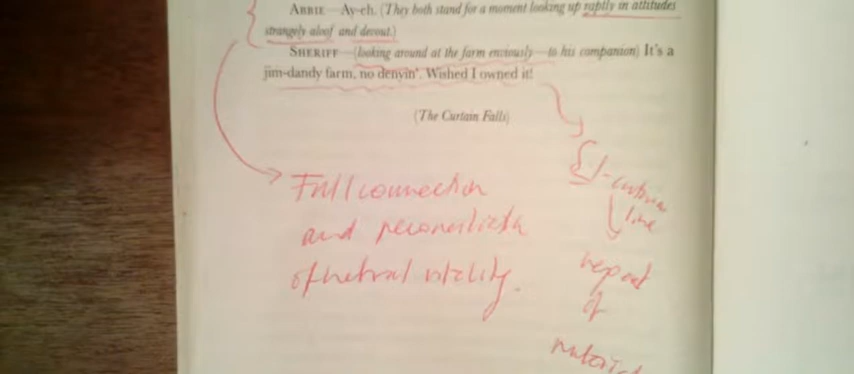 ABBIE—Ay-eh. (They both stand for a moment looking up raptly in attitudes
strangely aloof and devout.)
SHERIFF—(looking around at the farm enviously—to his companion) It's a
jim-dandy farm, no denyin'. Wished I owned it!
(The Curtain Falls)
Full connection
and
of natural vitality.
line
repeat
of